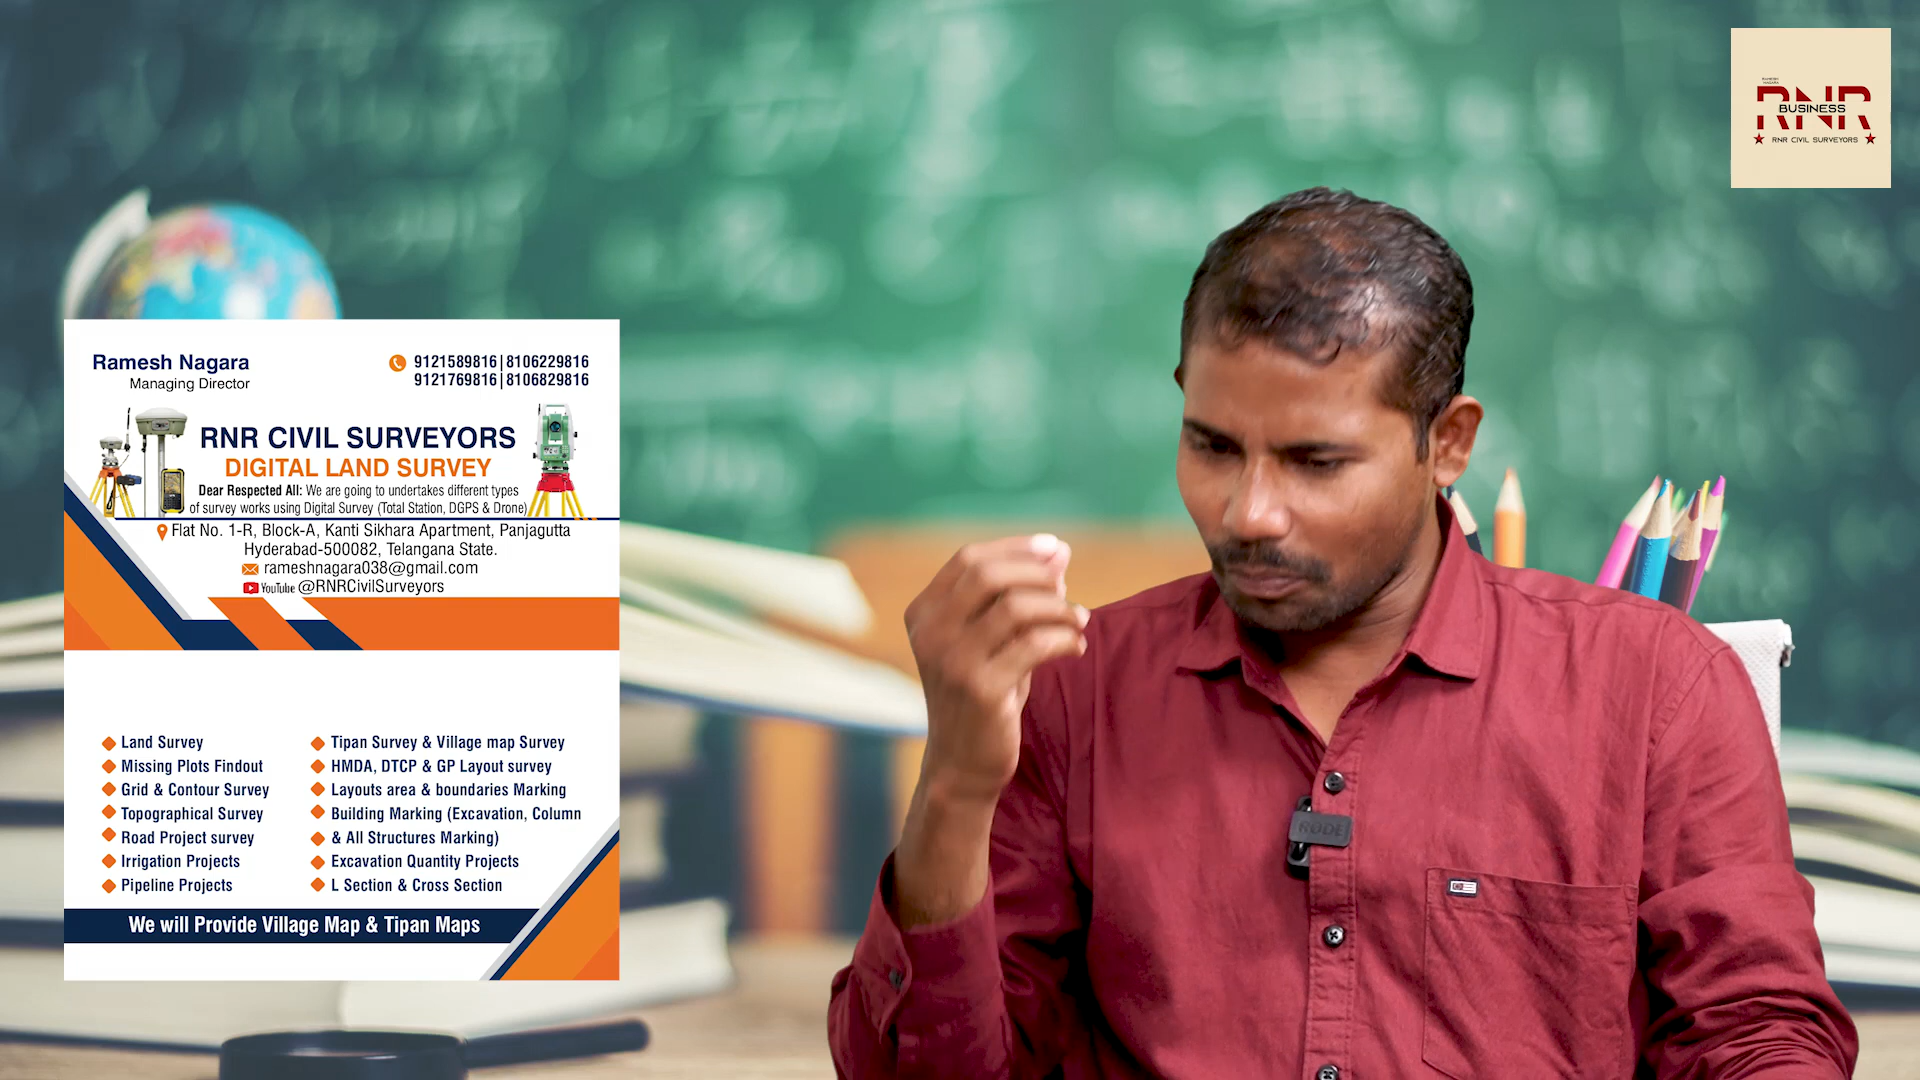 RAMESH
NAGARA
RNR
BUSINESS
RNR CIVIL SURVEYORS
Ramesh Nagara
Managing Director
9121589816|8106229816
9121769816|8106829816
RNR CIVIL SURVEYORS
DIGITAL LAND SURVEY
Dear Respected All: We are going to undertakes different types
of survey works using Digital Survey (Total Station, DGPS & Drone)
Flat No. 1-R, Block-A, Kanti Sikhara Apartment, Panjagutta
Hyderabad-500082, Telangana State.
rameshnagara038@gmail.com
YouTube @RNRCivilSurveyors
Land Survey
Missing Plots Findout
Grid & Contour Survey
Topographical Survey
Road Project survey
Irrigation Projects
Pipeline Projects
Tipan Survey & Village map Survey
HMDA, DTCP & GP Layout survey
Layouts area & boundaries Marking
Building Marking (Excavation, Column
& All Structures Marking)
Excavation Quantity Projects
L Section & Cross Section
We will Provide Village Map & Tipan Maps
RODE